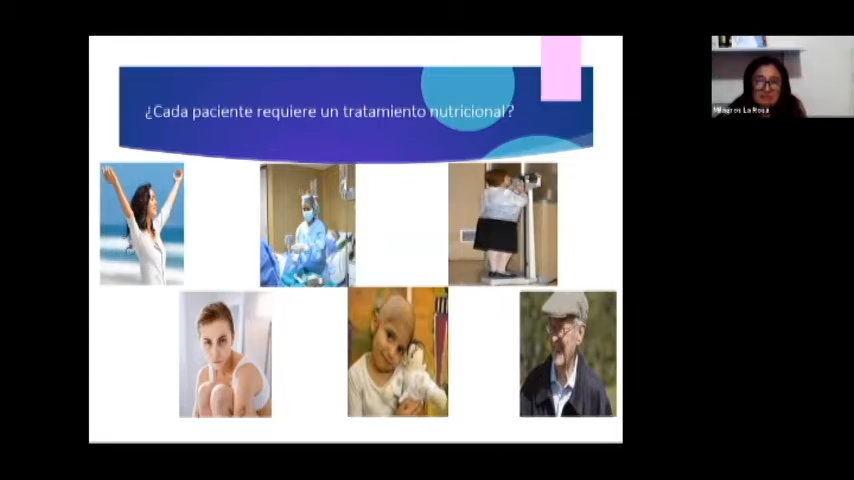 ¿Cada paciente requiere un tratamiento nutricional?
Milagros La Rosa